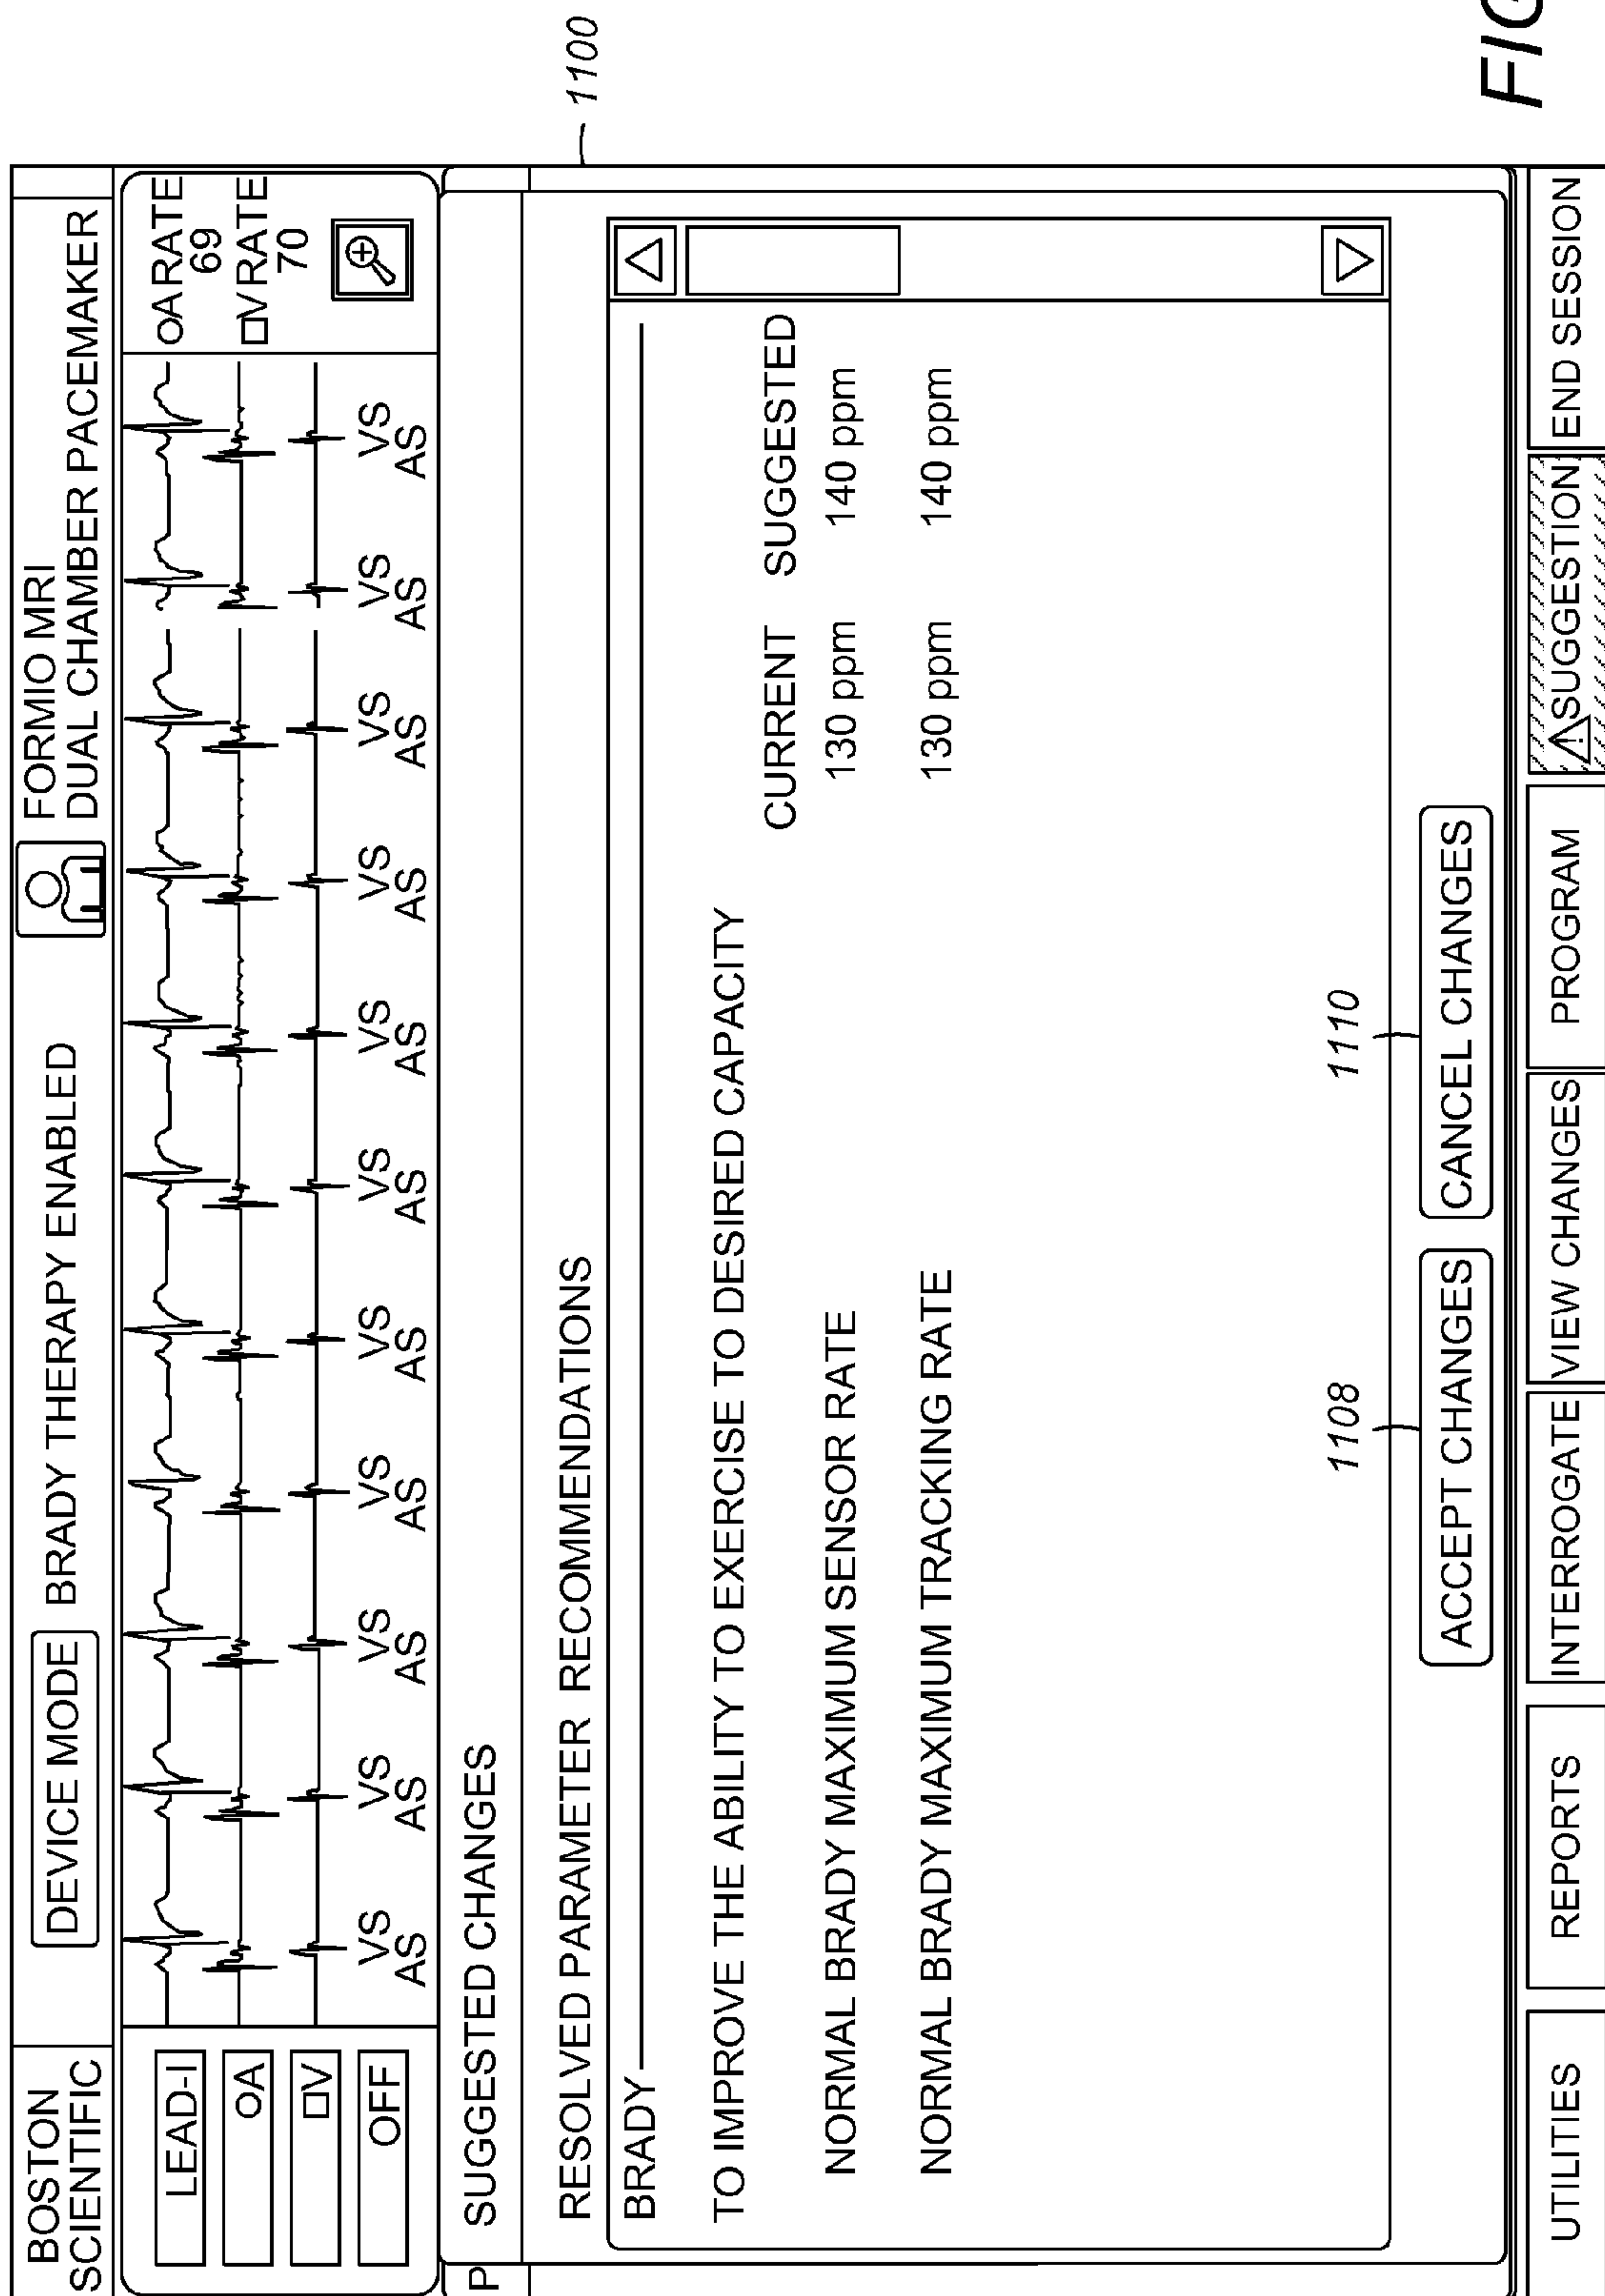 BOSTON
SCIENTIFIC
DEVICE MODE
BRADY THERAPY ENABLED
FORMIO MRI
DUAL CHAMBER PACEMAKER
LEAD-I
A
V
OFF
VS VS VS VS VS VS VS VS VS VS VS
AS AS AS AS AS AS AS AS AS AS AS
ARATE
69
VRATE
70
P
SUGGESTED CHANGES
1100
RESOLVED PARAMETER RECOMMENDATIONS
BRADY
TO IMPROVE THE ABILITY TO EXERCISE TO DESIRED CAPACITY
CURRENT SUGGESTED
NORMAL BRADY MAXIMUM SENSOR RATE 130 ppm 140 ppm
NORMAL BRADY MAXIMUM TRACKING RATE 130 ppm 140 ppm
1108 1110
ACCEPT CHANGES CANCEL CHANGES
UTILITIES REPORTS INTERROGATE VIEW CHANGES PROGRAM SUGGESTION END SESSION